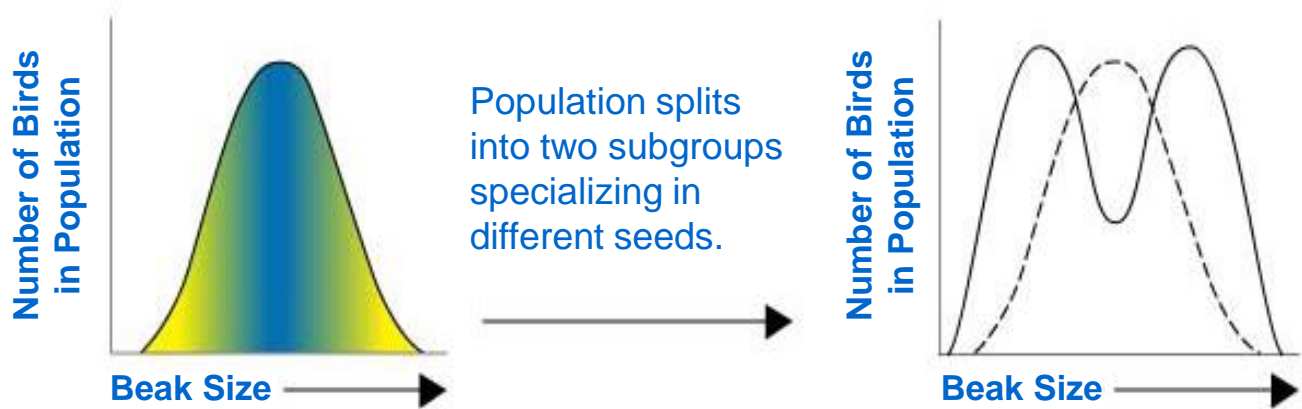 Number of Birds
in Population
Beak Size
Population splits
into two subgroups
specializing in
different seeds.
Number of Birds
in Population
Beak Size